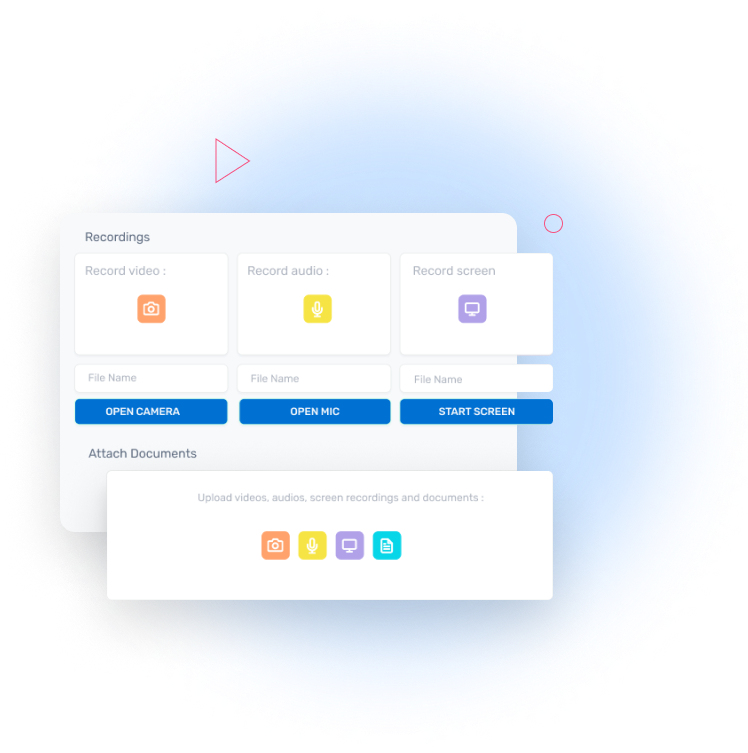 Recordings
Record video :
Record audio :
Record screen
File Name
File Name
File Name
OPEN CAMERA
OPEN MIC
START SCREEN
Attach Documents
Upload videos, audios, screen recordings and documents :